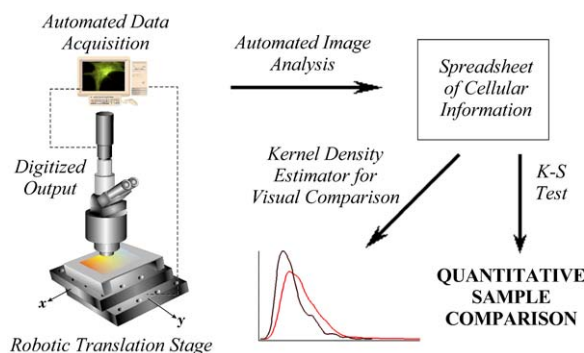 Automated Data
Acquisition
Automated Image
Analysis
Spreadsheet
of Cellular
Information
Digitized
Output
Kernel Density
Estimator for
Visual Comparison
K-S
Test
x
y
Robotic Translation Stage
QUANTITATIVE
SAMPLE
COMPARISON